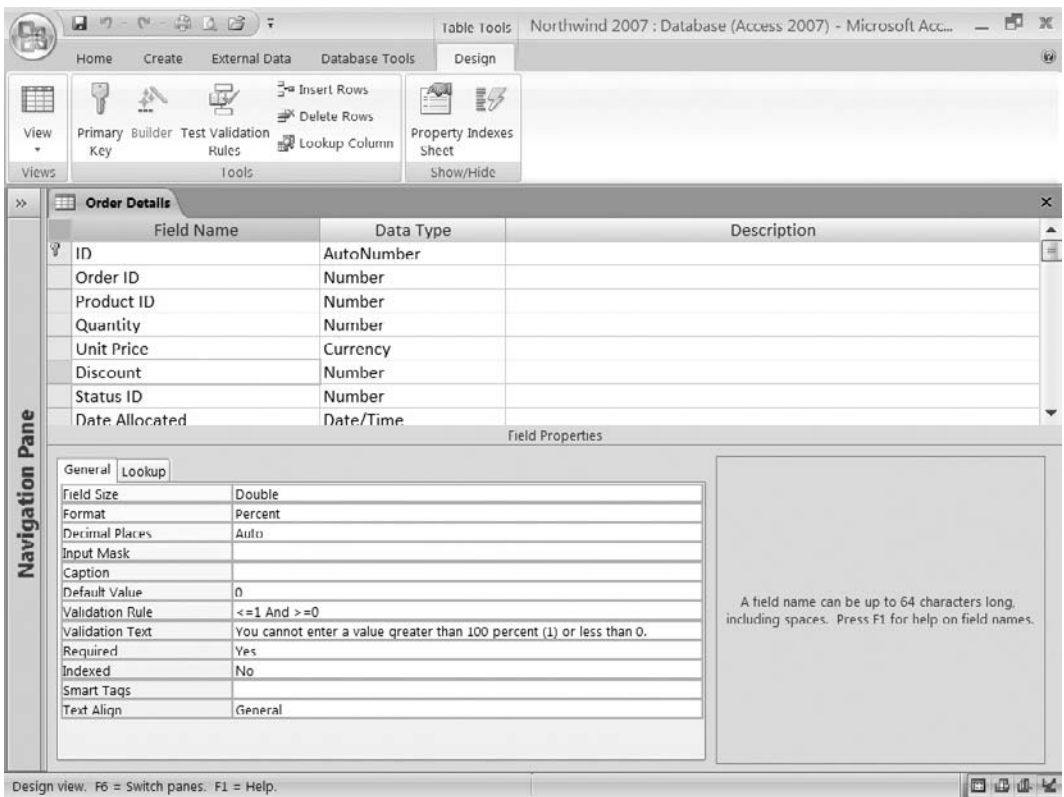 Table Tools Northwind 2007 : Database (Access 2007) - Microsoft Acc...
Home Create External Data Database Tools Design
View
Primary Key
Builder
Test Validation Rules
Insert Rows
Delete Rows
Lookup Column
Property Sheet
Indexes
Views Tools Show/Hide
Order Details
Field Name Data Type Description
ID AutoNumber
Order ID Number
Product ID Number
Quantity Number
Unit Price Currency
Discount Number
Status ID Number
Date Allocated Date/Time
Navigation Pane
Field Properties
General Lookup
Field Size Double
Format Percent
Decimal Places Auto
Input Mask
Caption
Default Value 0
Validation Rule <=1 And >=0
Validation Text You cannot enter a value greater than 100 percent (1) or less than 0.
Required Yes
Indexed No
Smart Tags
Text Align General
A field name can be up to 64 characters long,
including spaces. Press F1 for help on field names.
Design view. F6 = Switch panes. F1 = Help.